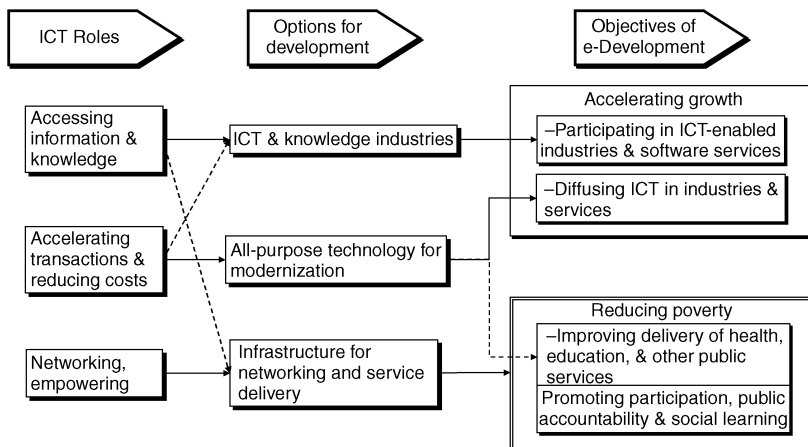 ICT Roles
Options for
development
Objectives of
e-Development
Accessing
information &
knowledge
Accelerating
transactions &
reducing costs
Networking,
empowering
ICT & knowledge industries
All-purpose technology for
modernization
Infrastructure for
networking and service
delivery
Accelerating growth
–Participating in ICT-enabled
industries & software services
–Diffusing ICT in industries &
services
Reducing poverty
–Improving delivery of health,
education, & other public
services
Promoting participation, public
accountability & social learning